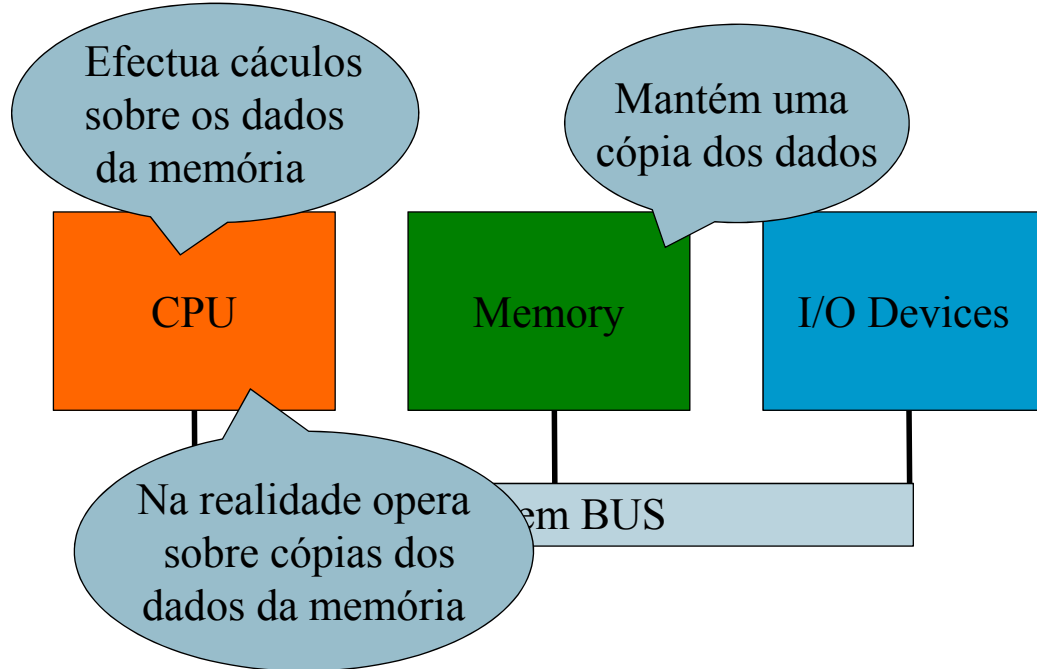 Efectua cáculos
sobre os dados
da memória
Mantém uma
cópia dos dados
CPU
Memory
I/O Devices
Na realidade opera
sobre cópias dos
dados da memória
em BUS